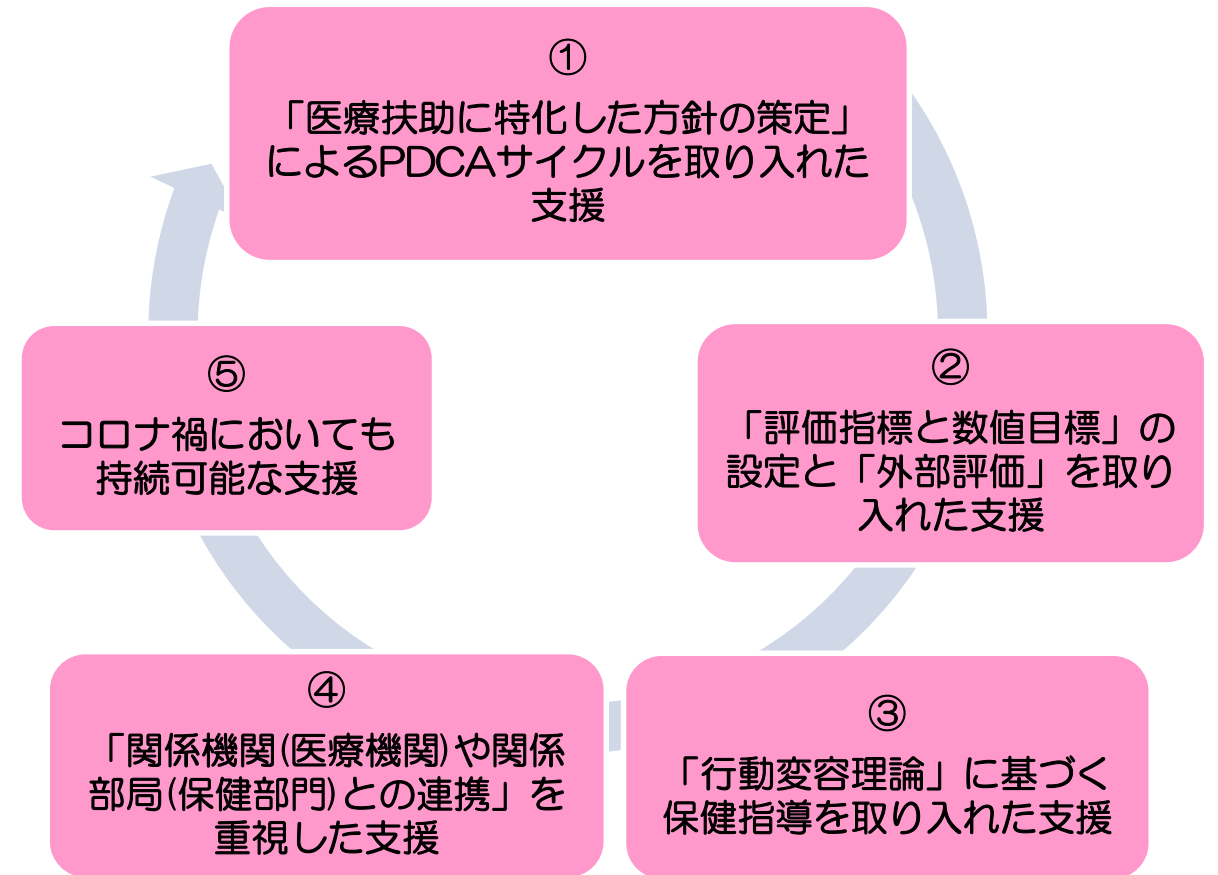 ①
「医療扶助に特化した方針の策定」
によるPDCAサイクルを取り入れた
支援
②
「評価指標と数値目標」の
設定と「外部評価」を取り
入れた支援
③
「行動変容理論」に基づく
保健指導を取り入れた支援
④
「関係機関(医療機関)や関係
部局(保健部門)との連携」を
重視した支援
⑤
コロナ禍においても
持続可能な支援